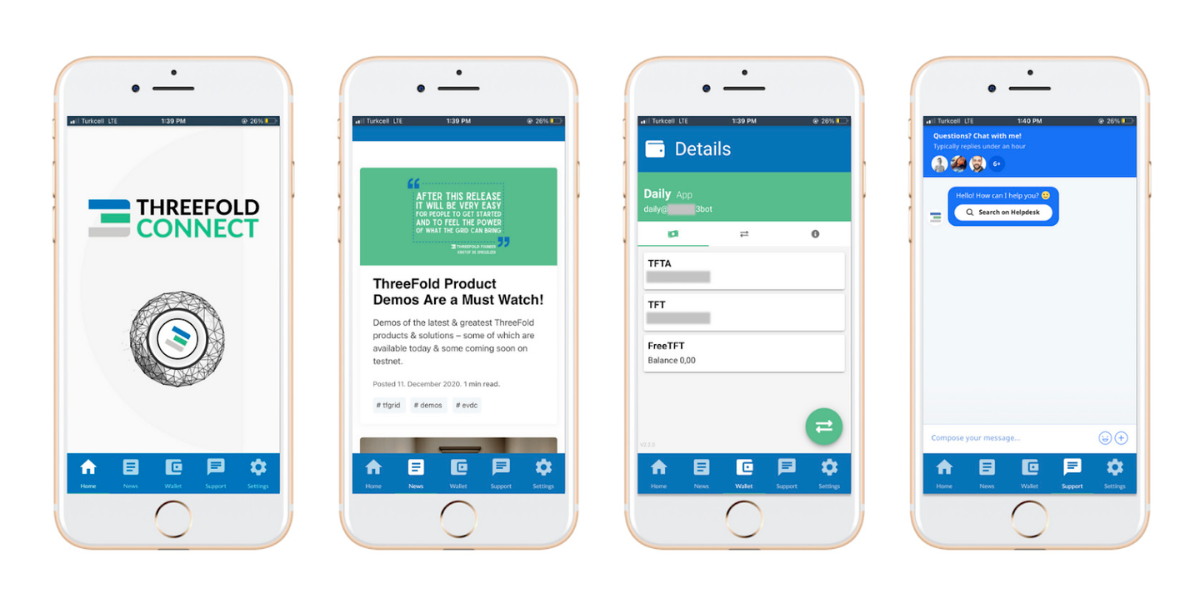 Turkcell LTE 1:39 PM 26%
THREEFOLD
CONNECT
Home News Wallet Support Settings
Turkcell LTE 1:39 PM 26%
“
AFTER THIS RELEASE
IT WILL BE VERY EASY
FOR PEOPLE TO GET STARTED
AND TO FEEL THE POWER
OF WHAT THE GRID CAN BRING
”
ThreeFold Product
Demos Are a Must Watch!
Demos of the latest & greatest ThreeFold
products & solutions – some of which are
available today & some coming soon on
testnet.
Posted 11. December 2020. 1 min read.
# tfgrid # demos # evdc
Home News Wallet Support Settings
Turkcell LTE 1:39 PM 26%
Details
Daily App
daily@ 3bot
TFTA
TFT
FreeTFT
Balance 0,00
Home News Wallet Support Settings
Turkcell LTE 1:40 PM 26%
Questions? Chat with me!
Typically replies under an hour
6+
Hello! How can I help you? 😊
Search on Helpdesk
Compose your message...
Home News Wallet Support Settings